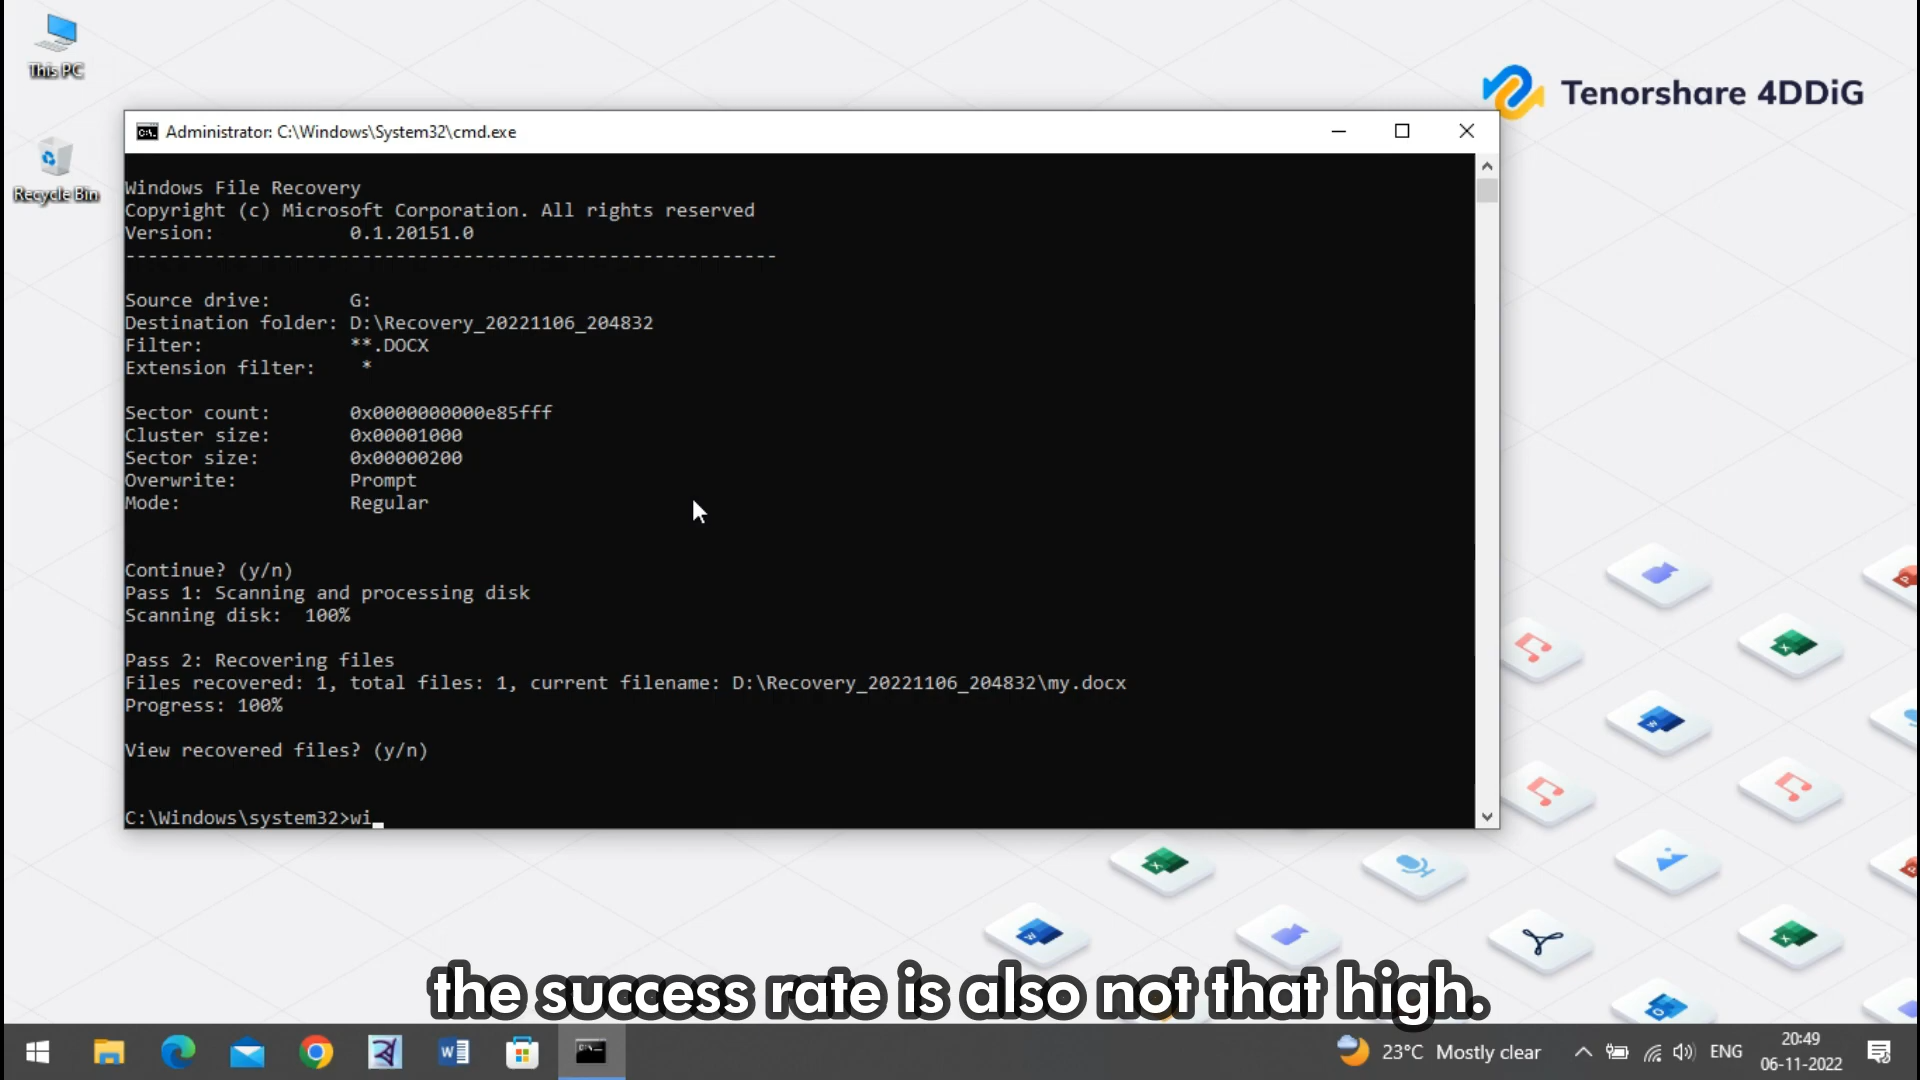 This PC
Recycle Bin
Tenorshare 4DDiG
Administrator: C:\Windows\System32\cmd.exe
Windows File Recovery
Copyright (c) Microsoft Corporation. All rights reserved
Version: 0.1.20151.0
----------------------------------------------------------
Source drive: G:
Destination folder: D:\Recovery_20221106_204832
Filter: **.DOCX
Extension filter: *
Sector count: 0x0000000000e85fff
Cluster size: 0x00001000
Sector size: 0x00000200
Overwrite: Prompt
Mode: Regular
Continue? (y/n)
Pass 1: Scanning and processing disk
Scanning disk: 100%
Pass 2: Recovering files
Files recovered: 1, total files: 1, current filename: D:\Recovery_20221106_204832\my.docx
Progress: 100%
View recovered files? (y/n)
C:\Windows\system32>wi_
the success rate is also not that high.
23°C Mostly clear
ENG
20:49
06-11-2022